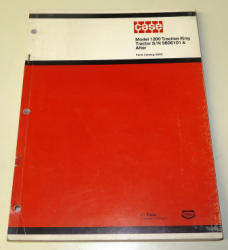 case
Model 1200 Traction King
Tractor S/N 9806101 &
After
Parts Catalog